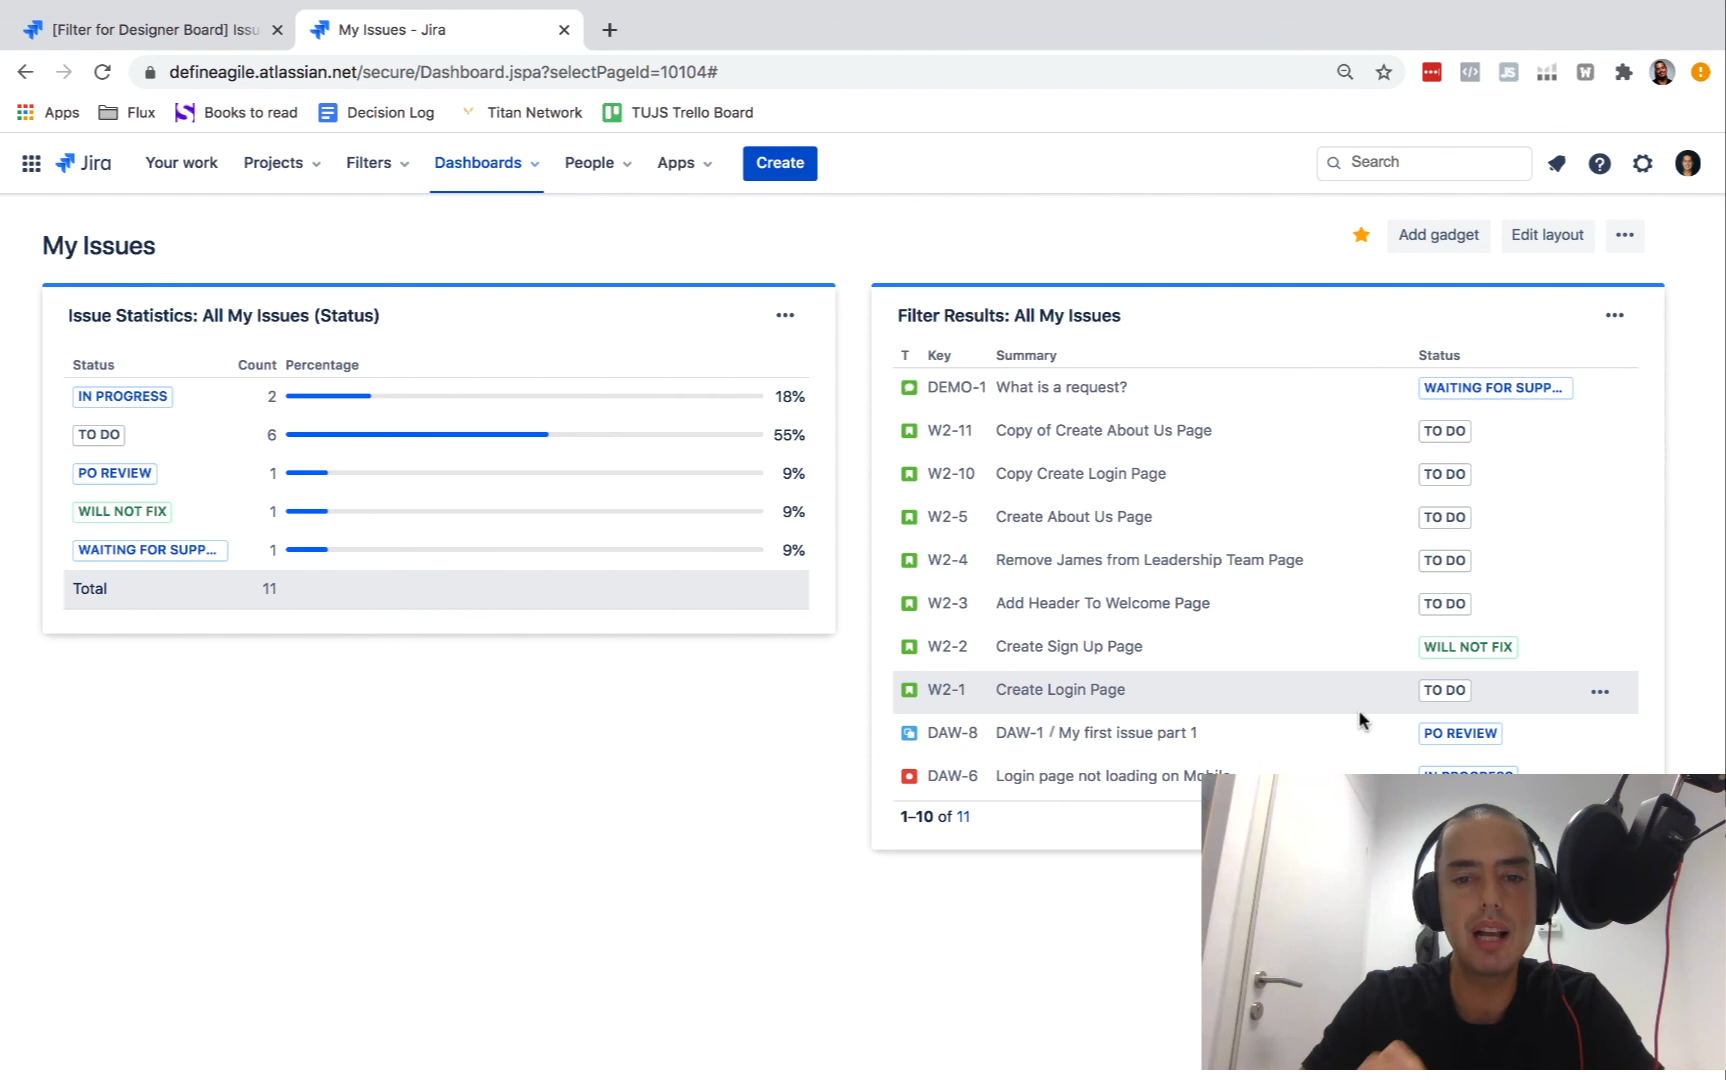 [Filter for Designer Board] Issu
My Issues - Jira
defineagile.atlassian.net/secure/Dashboard.jspa?selectPageId=10104#
JS
W
Apps
Flux
Books to read
Decision Log
Titan Network
TUJS Trello Board
Jira
Your work
Projects
Filters
Dashboards
People
Apps
Create
Search
My Issues
Add gadget
Edit layout
Issue Statistics: All My Issues (Status)
Status Count Percentage
IN PROGRESS 2 18%
TO DO 6 55%
PO REVIEW 1 9%
WILL NOT FIX 1 9%
WAITING FOR SUPP... 1 9%
Total 11
Filter Results: All My Issues
T Key Summary Status
DEMO-1 What is a request? WAITING FOR SUPP...
W2-11 Copy of Create About Us Page TO DO
W2-10 Copy Create Login Page TO DO
W2-5 Create About Us Page TO DO
W2-4 Remove James from Leadership Team Page TO DO
W2-3 Add Header To Welcome Page TO DO
W2-2 Create Sign Up Page WILL NOT FIX
W2-1 Create Login Page TO DO
DAW-8 DAW-1 / My first issue part 1 PO REVIEW
DAW-6 Login page not loading on Mobile IN PROGRESS
1–10 of 11